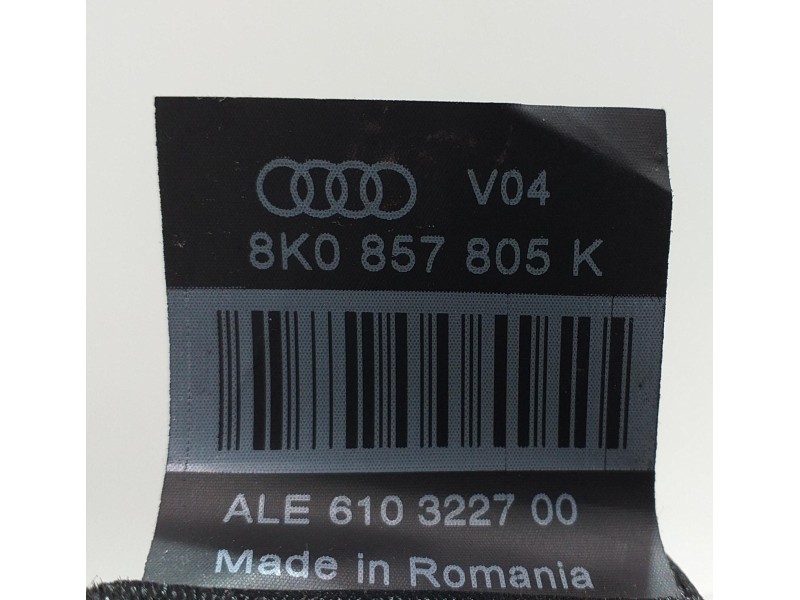 V04
8K0 857 805 K
ALE 610 3227 00
Made in Romania